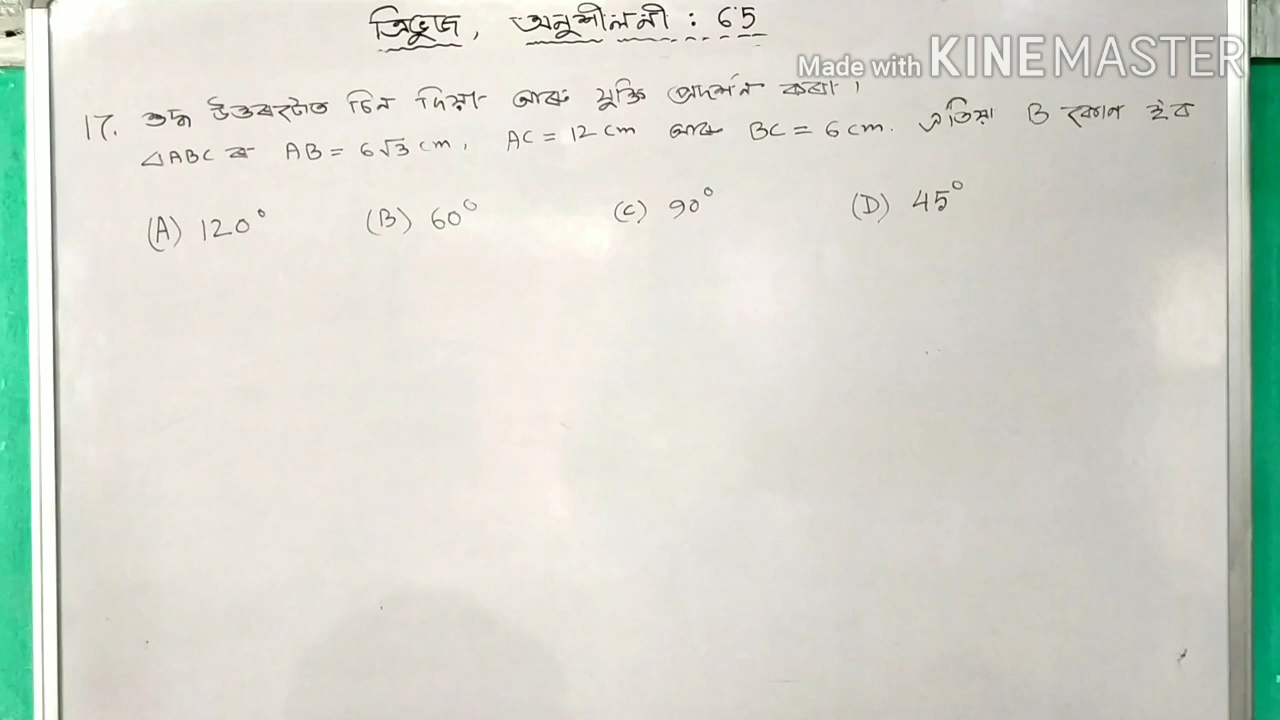 ত্রিভুজ, অনুশীলনী : 6.5
Made with KINEMASTER
17. শুদ্ধ উত্তৰটোত চিন দিয়া আৰু যুক্তি প্ৰদৰ্শন কৰা।
△ABC ৰ AB = 6√3 cm, AC = 12 cm আৰু BC = 6 cm. তেতিয়া B কোণ হ'ব
(A) 120° (B) 60° (C) 90° (D) 45°